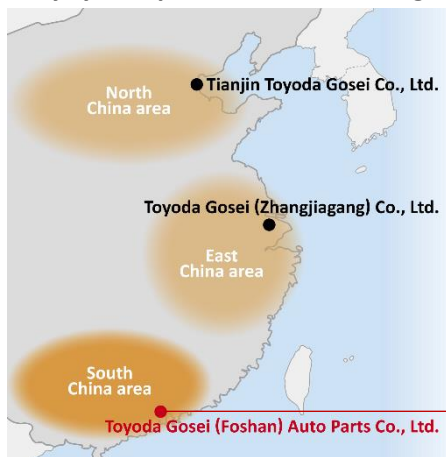 North
China area
Tianjin Toyoda Gosei Co., Ltd.
Toyoda Gosei (Zhangjiagang) Co., Ltd.
East
China area
South
China area
Toyoda Gosei (Foshan) Auto Parts Co., Ltd.